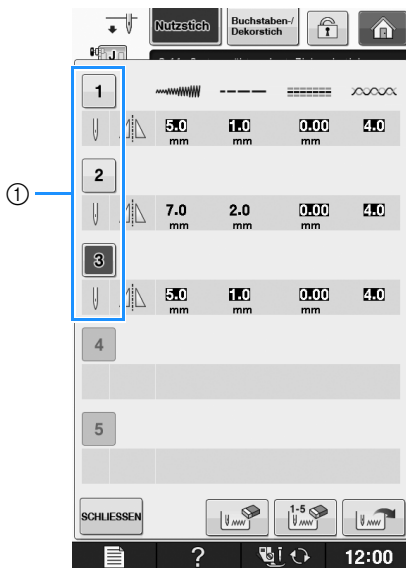 Nutzstich Buchstaben-/
Dekorstich
J
1
5.0 1.0 0.00 4.0
mm mm mm
2
7.0 2.0 0.00 4.0
mm mm mm
①
3
5.0 1.0 0.00 4.0
mm mm mm
4
5
SCHLIESSEN 1-5
? 12:00